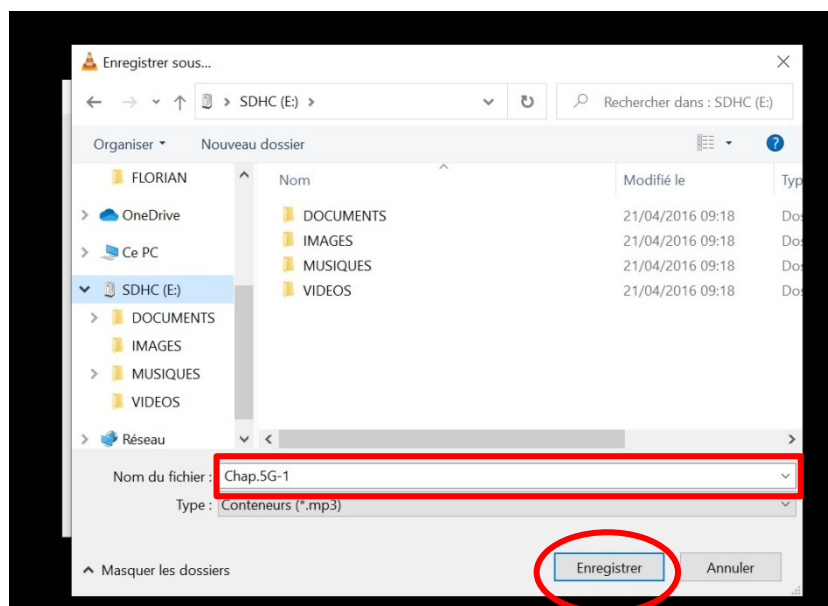 Enregistrer sous...
SDHC (E:)
Rechercher dans : SDHC (E:)
Organiser
Nouveau dossier
FLORIAN
OneDrive
Ce PC
SDHC (E:)
DOCUMENTS
IMAGES
MUSIQUES
VIDEOS
Réseau
Nom
Modifié le
Typ
DOCUMENTS
21/04/2016 09:18
Dos
IMAGES
21/04/2016 09:18
Dos
MUSIQUES
21/04/2016 09:18
Dos
VIDEOS
21/04/2016 09:18
Dos
Nom du fichier : Chap.5G-1
Type : Conteneurs (*.mp3)
Masquer les dossiers
Enregistrer
Annuler